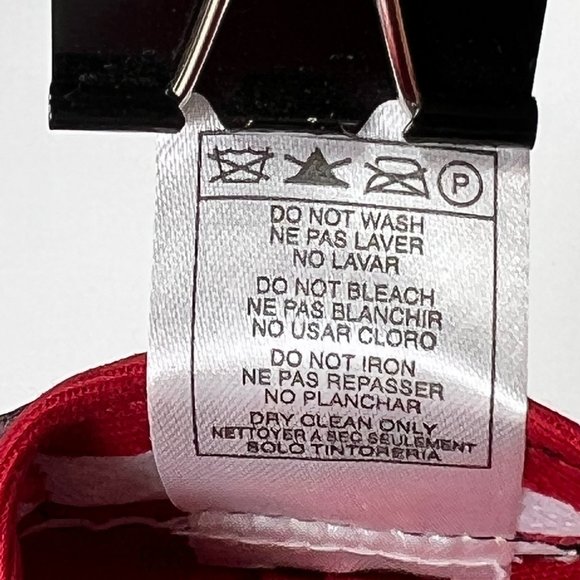 P
DO NOT WASH
NE PAS LAVER
NO LAVAR
DO NOT BLEACH
NE PAS BLANCHIR
NO USAR CLORO
DO NOT IRON
NE PAS REPASSER
NO PLANCHAR
DRY CLEAN ONLY
NETTOYER A SEC SEULEMENT
SOLO TINTORERIA